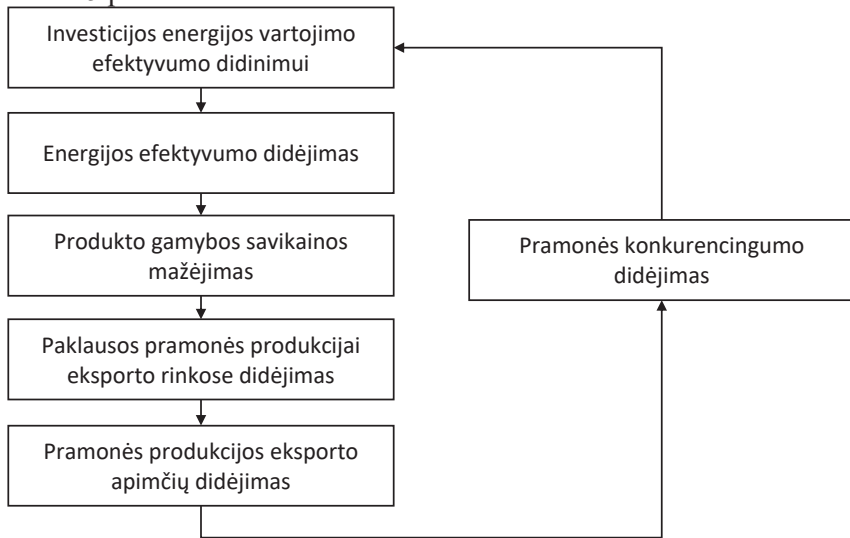 Investicijos energijos vartojimo
efektyvumo didinimui
Energijos efektyvumo didėjimas
Produkto gamybos savikainos
mažėjimas
Paklausos pramonės produkcijai
eksporto rinkose didėjimas
Pramonės produkcijos eksporto
apimčių didėjimas
Pramonės konkurencingumo
didėjimas